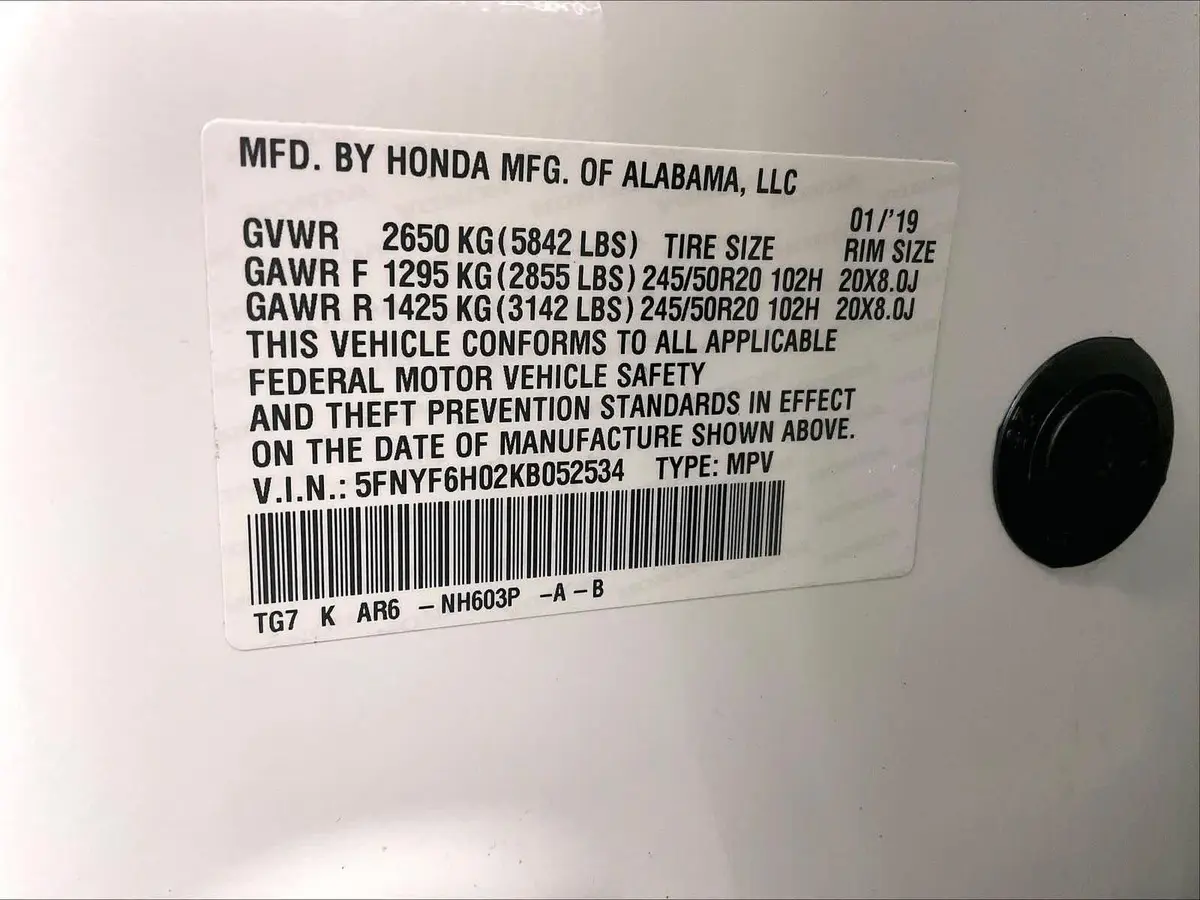 MFD. BY HONDA MFG. OF ALABAMA, LLC
01/'19
GVWR 2650 KG (5842 LBS) TIRE SIZE RIM SIZE
GAWR F 1295 KG (2855 LBS) 245/50R20 102H 20X8.0J
GAWR R 1425 KG (3142 LBS) 245/50R20 102H 20X8.0J
THIS VEHICLE CONFORMS TO ALL APPLICABLE
FEDERAL MOTOR VEHICLE SAFETY
AND THEFT PREVENTION STANDARDS IN EFFECT
ON THE DATE OF MANUFACTURE SHOWN ABOVE.
V.I.N.: 5FNYF6H02KB052534 TYPE: MPV
TG7 K AR6 -NH603P -A-B